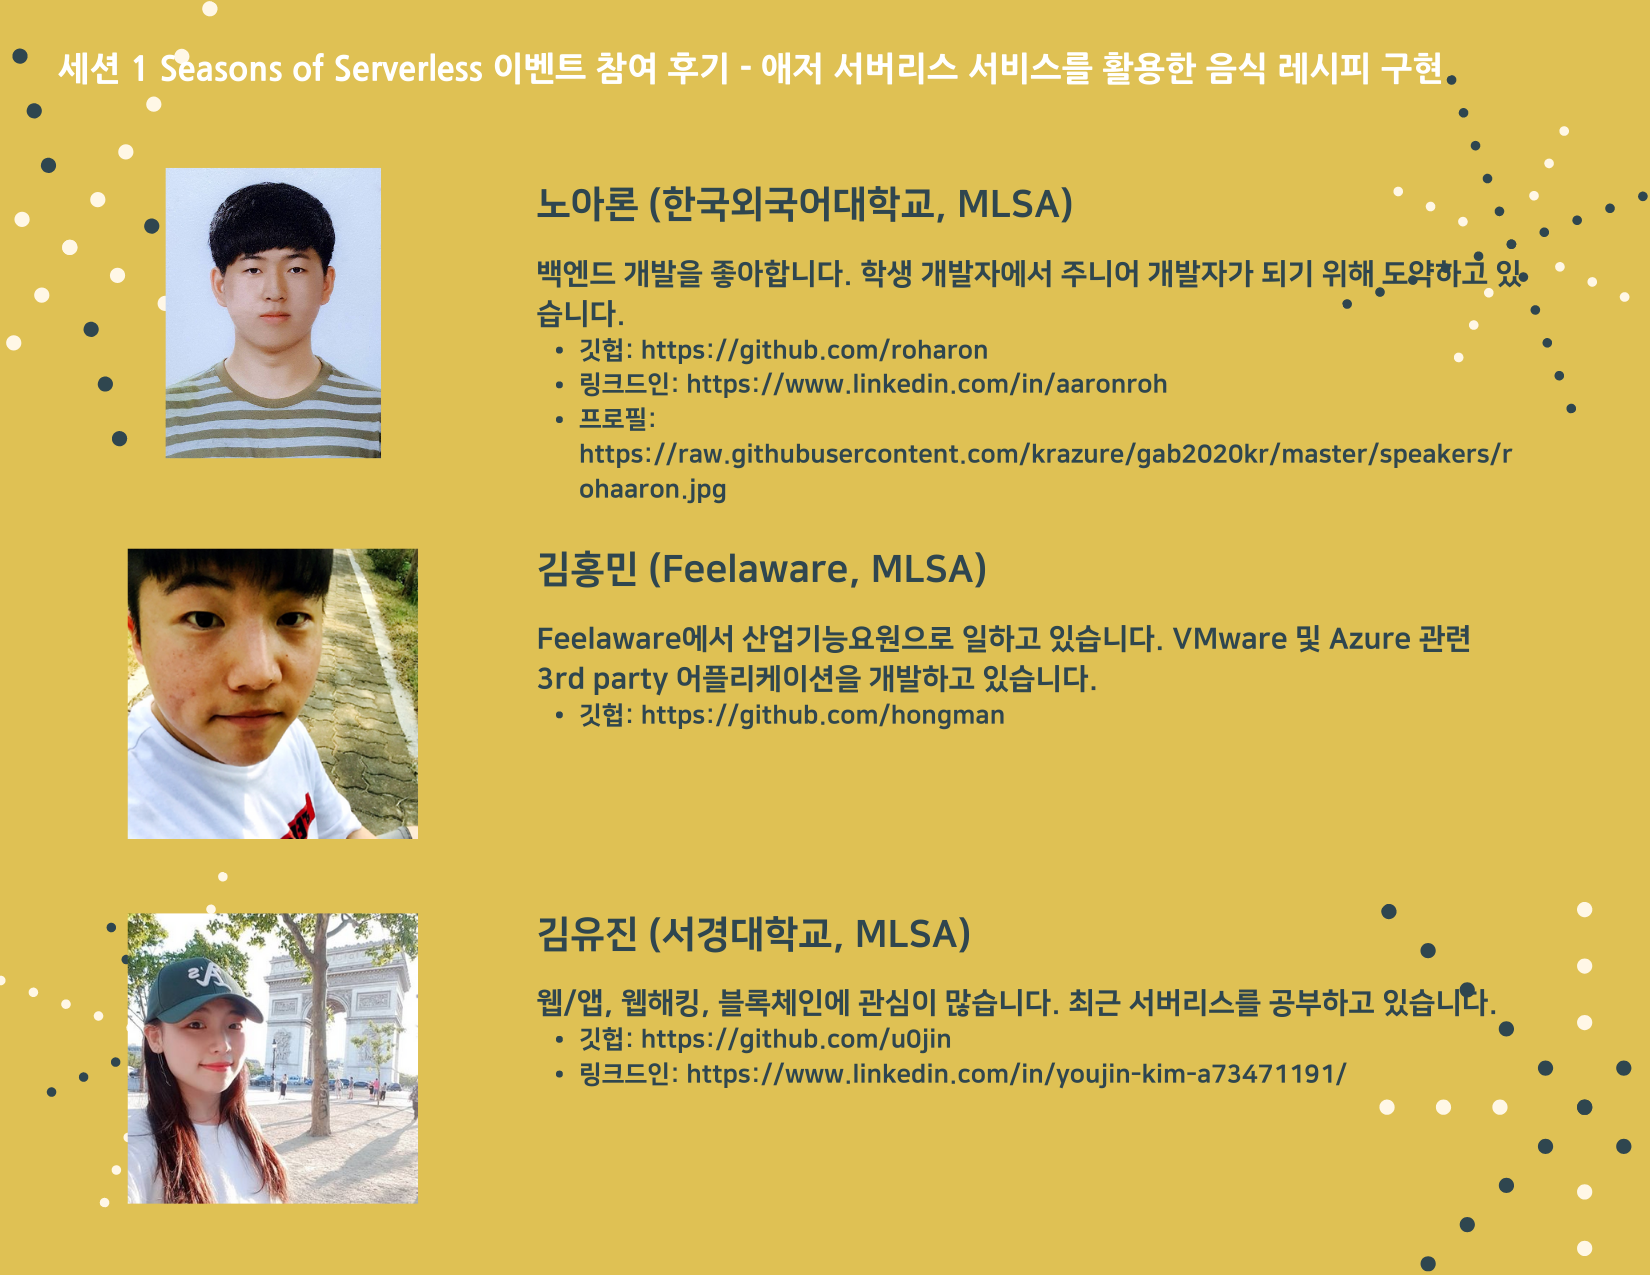 세션 1 Seasons of Serverless 이벤트 참여 후기 - 애저 서버리스 서비스를 활용한 음식 레시피 구현
노아론 (한국외국어대학교, MLSA)
백엔드 개발을 좋아합니다. 학생 개발자에서 주니어 개발자가 되기 위해 도약하고 있
습니다.
• 깃헙: https://github.com/roharon
• 링크드인: https://www.linkedin.com/in/aaronroh
• 프로필:
https://raw.githubusercontent.com/krazure/gab2020kr/master/speakers/r
ohaaron.jpg
김홍민 (Feelaware, MLSA)
Feelaware에서 산업기능요원으로 일하고 있습니다. VMware 및 Azure 관련
3rd party 어플리케이션을 개발하고 있습니다.
• 깃헙: https://github.com/hongman
A's
김유진 (서경대학교, MLSA)
웹/앱, 웹해킹, 블록체인에 관심이 많습니다. 최근 서버리스를 공부하고 있습니다.
• 깃헙: https://github.com/u0jin
• 링크드인: https://www.linkedin.com/in/youjin-kim-a73471191/